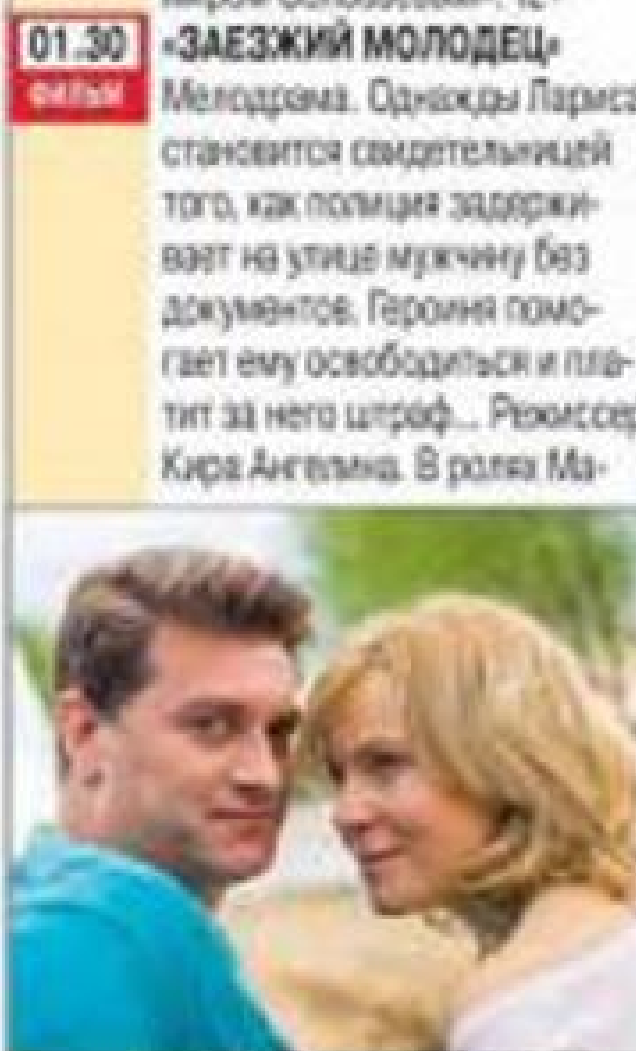 01.30
ФИЛЬМ
«ЗАЕЗЖИЙ МОЛОДЕЦ»
Мелодрама. Однажды Лариса
становится свидетельницей
того, как полиция задержи-
вает на улице мужчину без
документов. Героиня помо-
гает ему освободиться и пла-
тит за него штраф... Режиссер
Кира Ангелина. В ролях Ма-